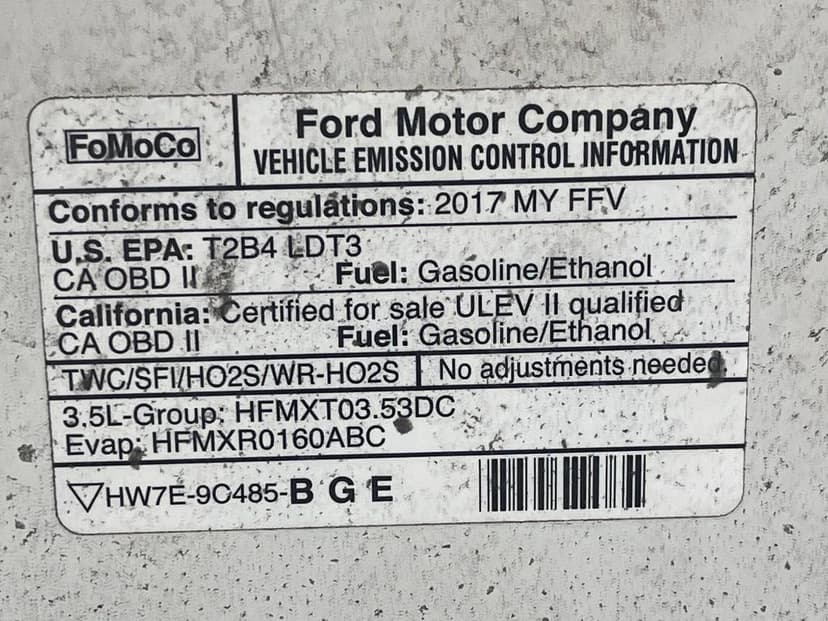 FoMoCo
Ford Motor Company
VEHICLE EMISSION CONTROL INFORMATION
Conforms to regulations: 2017 MY FFV
U.S. EPA: T2B4 LDT3
CA OBD II Fuel: Gasoline/Ethanol
California: Certified for sale ULEV II qualified
CA OBD II Fuel: Gasoline/Ethanol
TWC/SFI/HO2S/WR-HO2S No adjustments needed.
3.5L-Group: HFMXT03.53DC
Evap: HFMXR0160ABC
HW7E-9C485-B G E